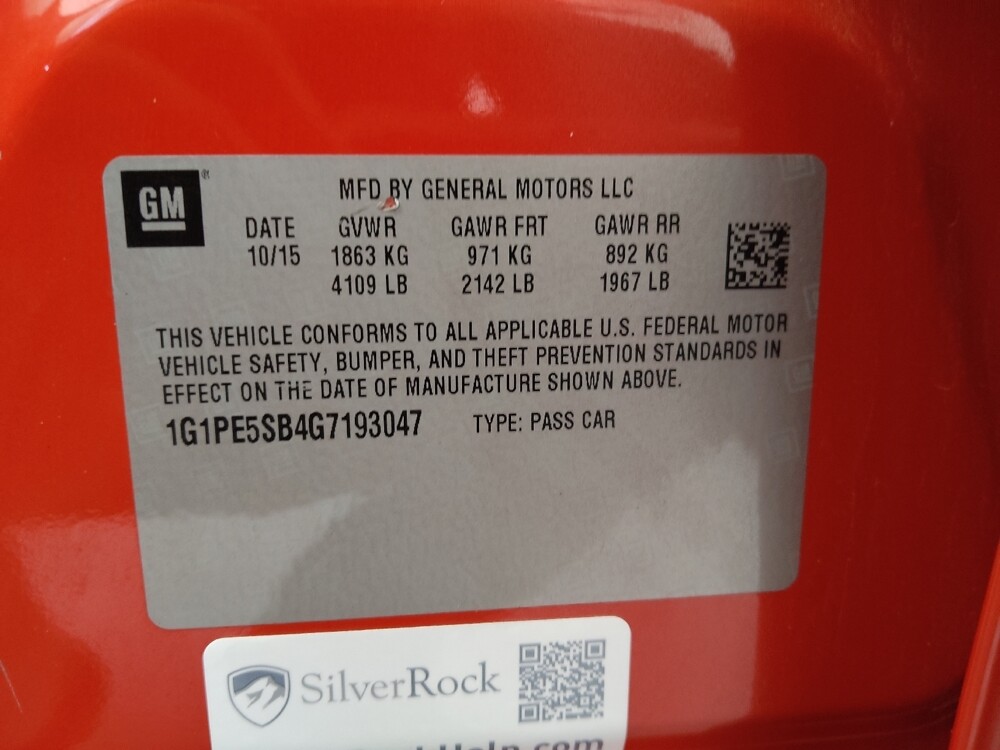 GM
MFD BY GENERAL MOTORS LLC
DATE GVWR GAWR FRT GAWR RR
10/15 1863 KG 971 KG 892 KG
4109 LB 2142 LB 1967 LB
THIS VEHICLE CONFORMS TO ALL APPLICABLE U.S. FEDERAL MOTOR
VEHICLE SAFETY, BUMPER, AND THEFT PREVENTION STANDARDS IN
EFFECT ON THE DATE OF MANUFACTURE SHOWN ABOVE.
1G1PE5SB4G7193047 TYPE: PASS CAR
SilverRock